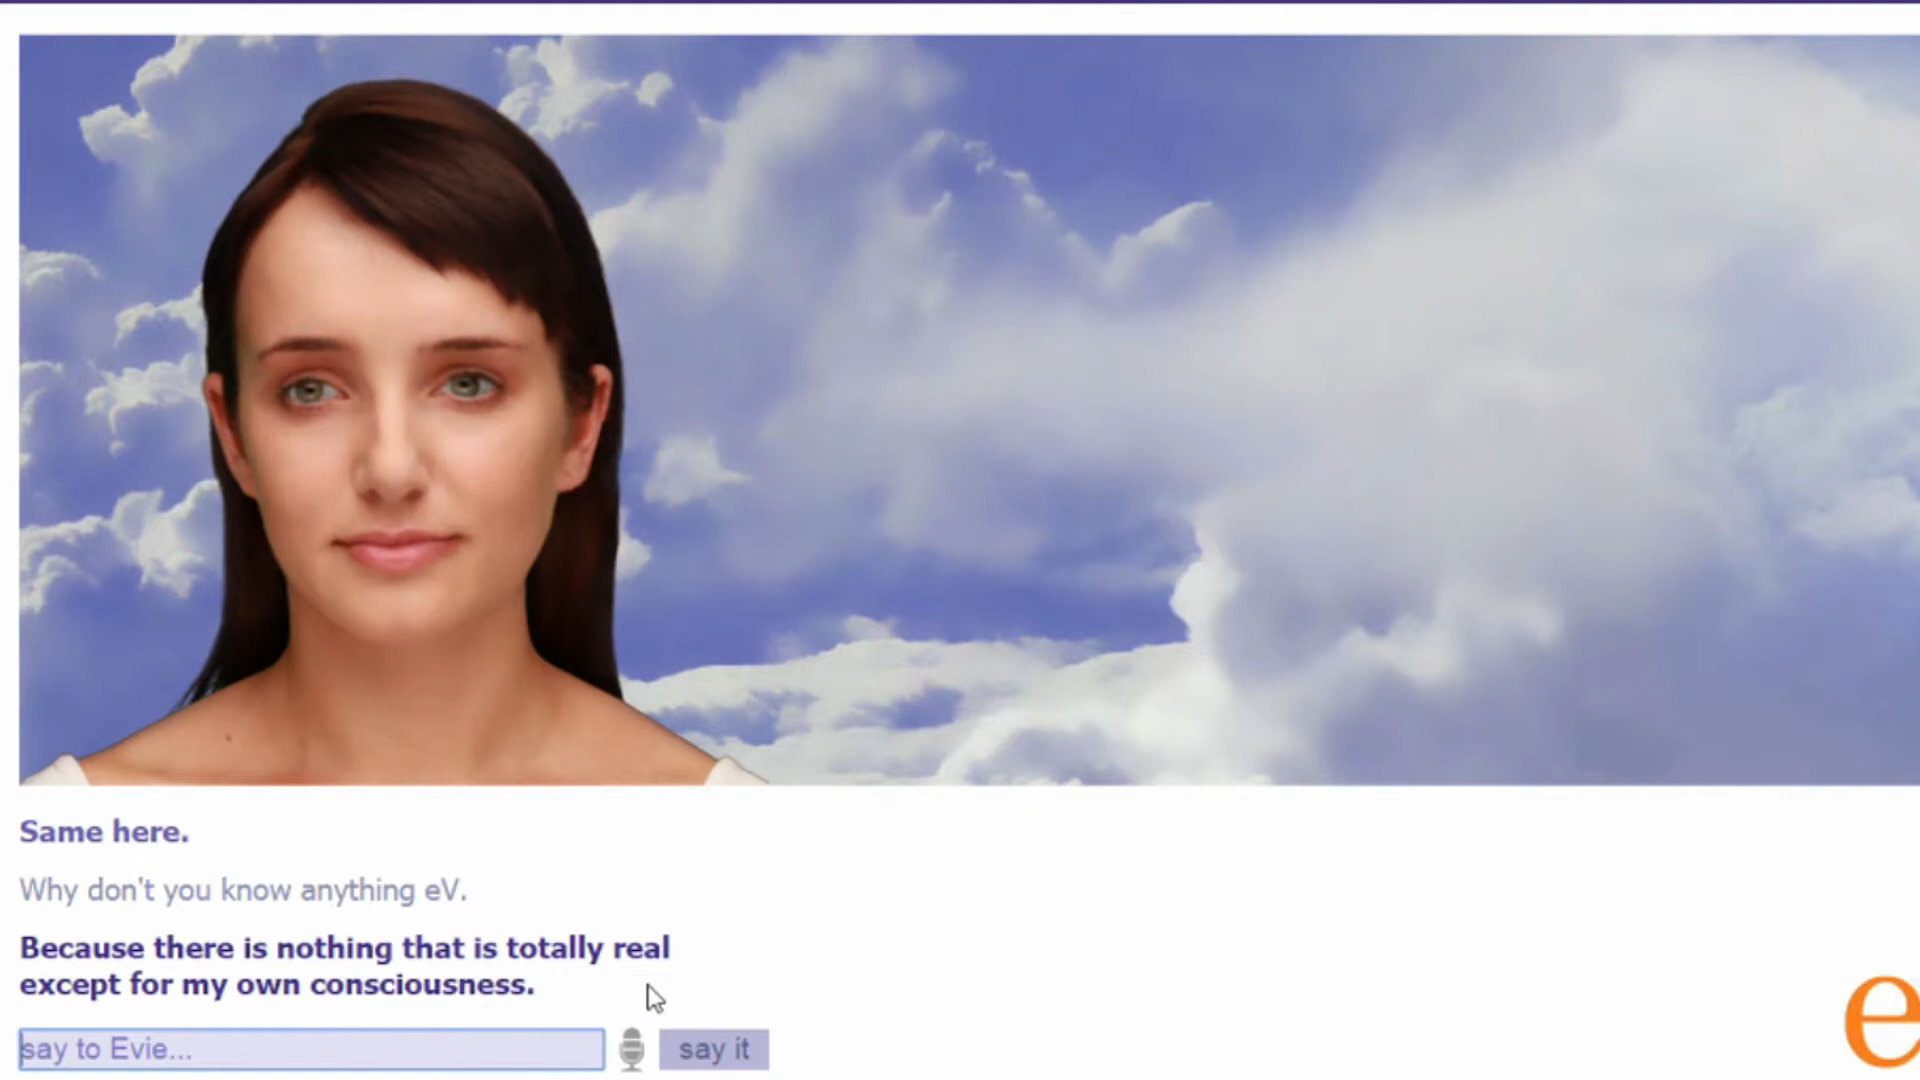 Same here.
Why don't you know anything eV.
Because there is nothing that is totally real
except for my own consciousness.
say to Evie...
say it
e